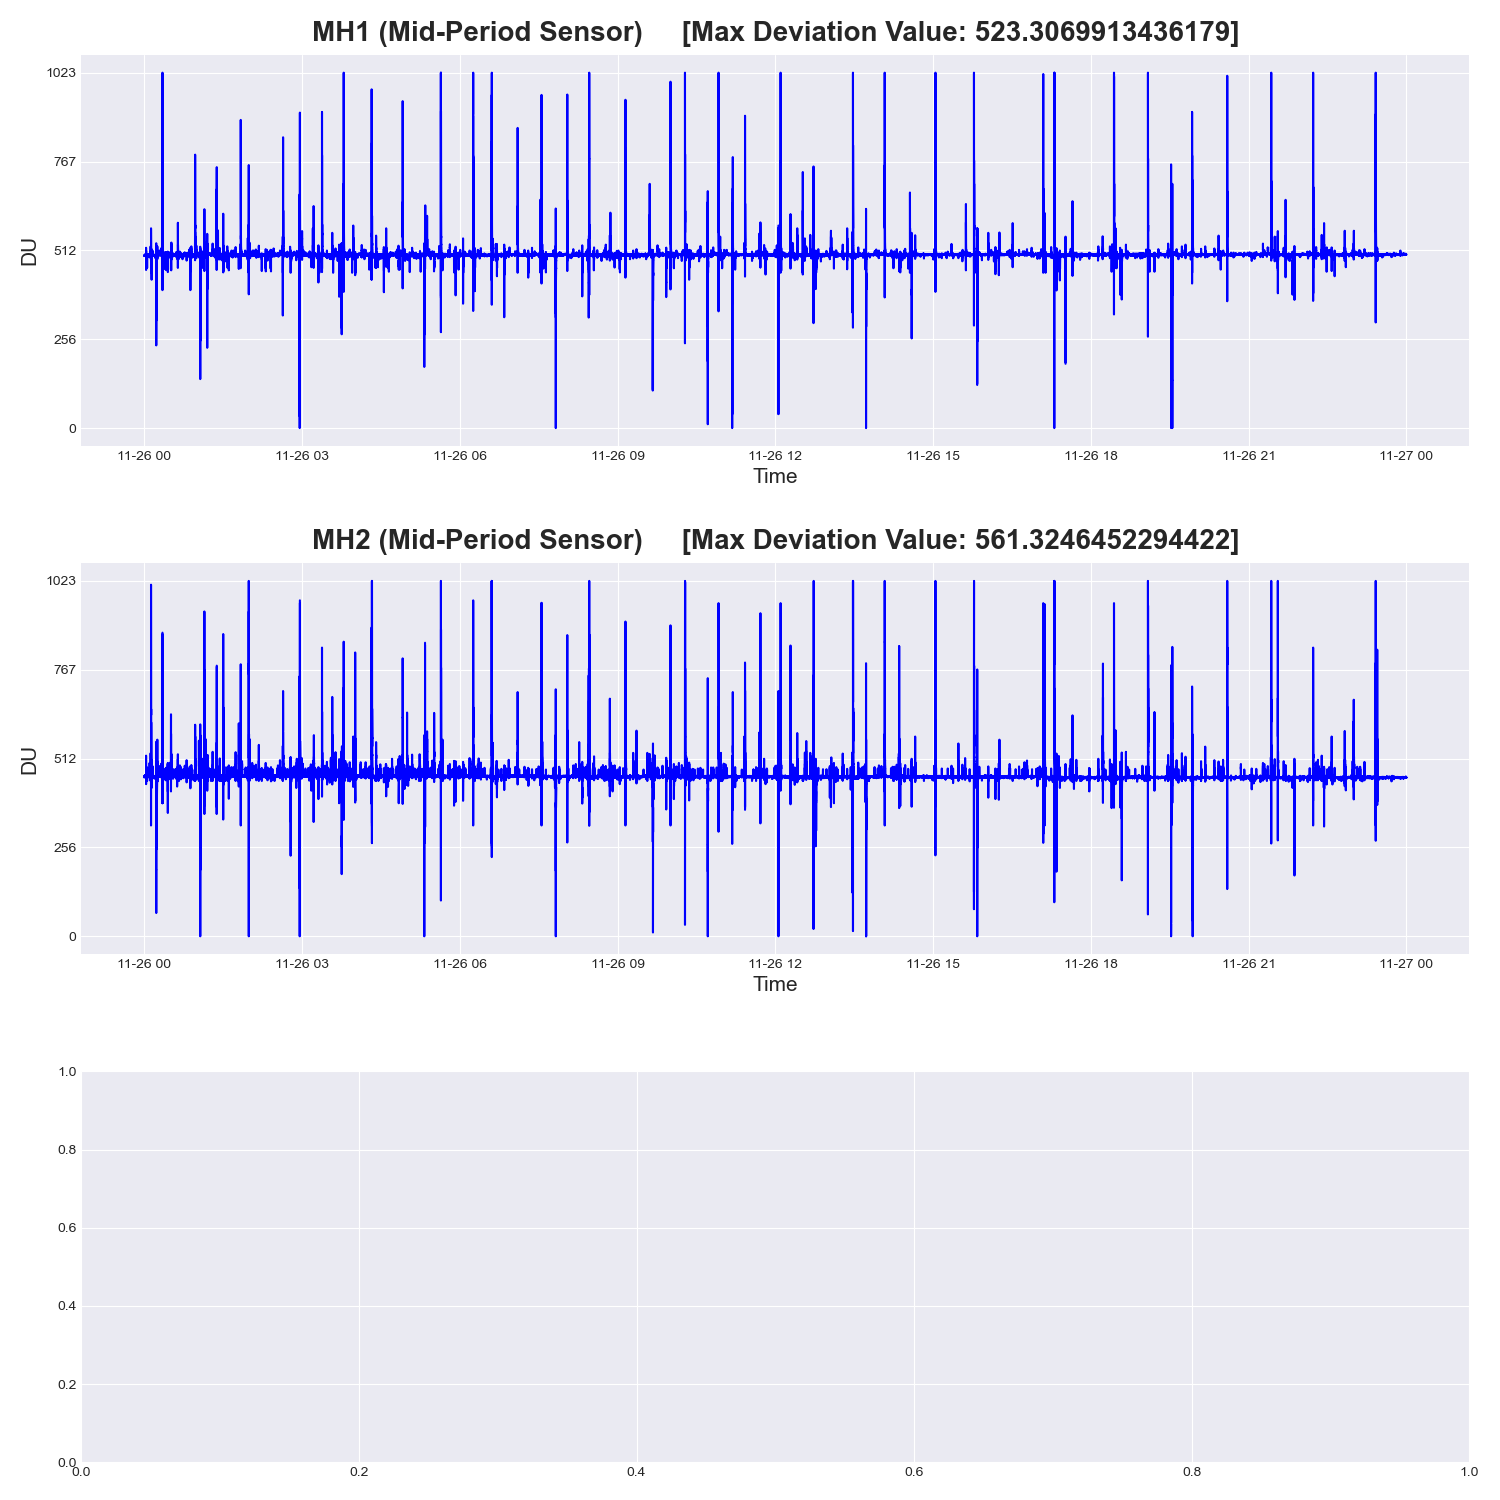 MH1 (Mid-Period Sensor) [Max Deviation Value: 523.3069913436179]
1023
767
512
256
0
DU
11-26 00 11-26 03 11-26 06 11-26 09 11-26 12 11-26 15 11-26 18 11-26 21 11-27 00
Time
MH2 (Mid-Period Sensor) [Max Deviation Value: 561.3246452294422]
1023
767
512
256
0
DU
11-26 00 11-26 03 11-26 06 11-26 09 11-26 12 11-26 15 11-26 18 11-26 21 11-27 00
Time
1.0
0.8
0.6
0.4
0.2
0.0
0.0 0.2 0.4 0.6 0.8 1.0